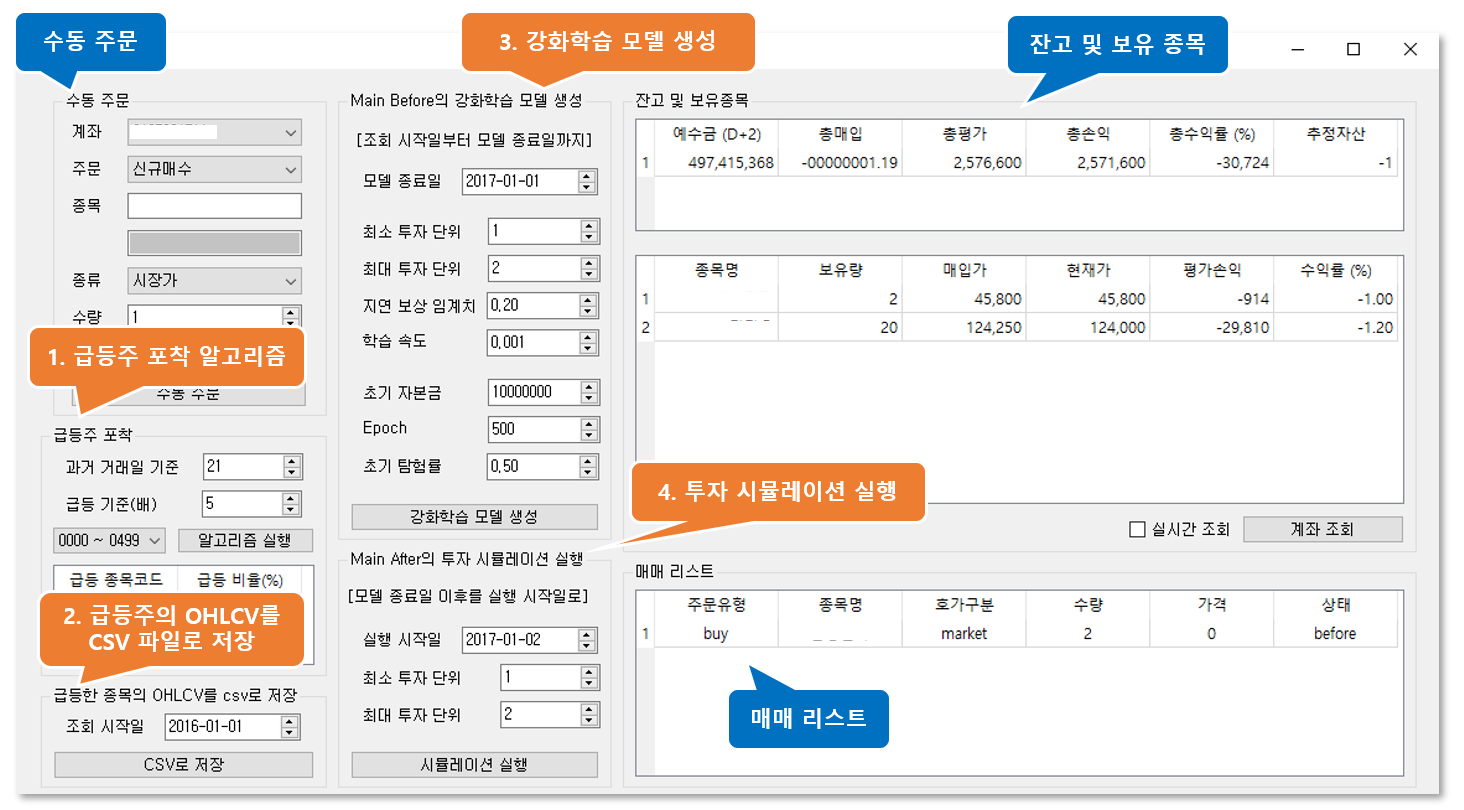 수동 주문
3. 강화학습 모델 생성
잔고 및 보유 종목
수동 주문
계좌
주문 신규매수
종목
종류 시장가
수량 1
1. 급등주 포착 알고리즘
수동 주문
급등주 포착
과거 거래일 기준 21
급등 기준(배) 5
0000 ~ 0499 알고리즘 실행
급등 종목코드 급등 비율(%)
2. 급등주의 OHLCV를
CSV 파일로 저장
급등한 종목의 OHLCV를 csv로 저장
조회 시작일 2016-01-01
CSV로 저장
Main Before의 강화학습 모델 생성
[조회 시작일부터 모델 종료일까지]
모델 종료일 2017-01-01
최소 투자 단위 1
최대 투자 단위 2
지연 보상 임계치 0,20
학습 속도 0,001
초기 자본금 10000000
Epoch 500
초기 탐험률 0,50
강화학습 모델 생성
4. 투자 시뮬레이션 실행
Main After의 투자 시뮬레이션 실행
[모델 종료일 이후를 실행 시작일로]
실행 시작일 2017-01-02
최소 투자 단위 1
최대 투자 단위 2
시뮬레이션 실행
잔고 및 보유종목
예수금 (D+2) 총매입 총평가 총손익 총수익률 (%) 추정자산
1 497,415,368 -00000001.19 2,576,600 2,571,600 -30,724 -1
종목명 보유량 매입가 현재가 평가손익 수익률 (%)
1 2 45,800 45,800 -914 -1.00
2 20 124,250 124,000 -29,810 -1.20
실시간 조회 계좌 조회
매매 리스트
주문유형 종목명 호가구분 수량 가격 상태
1 buy market 2 0 before
매매 리스트